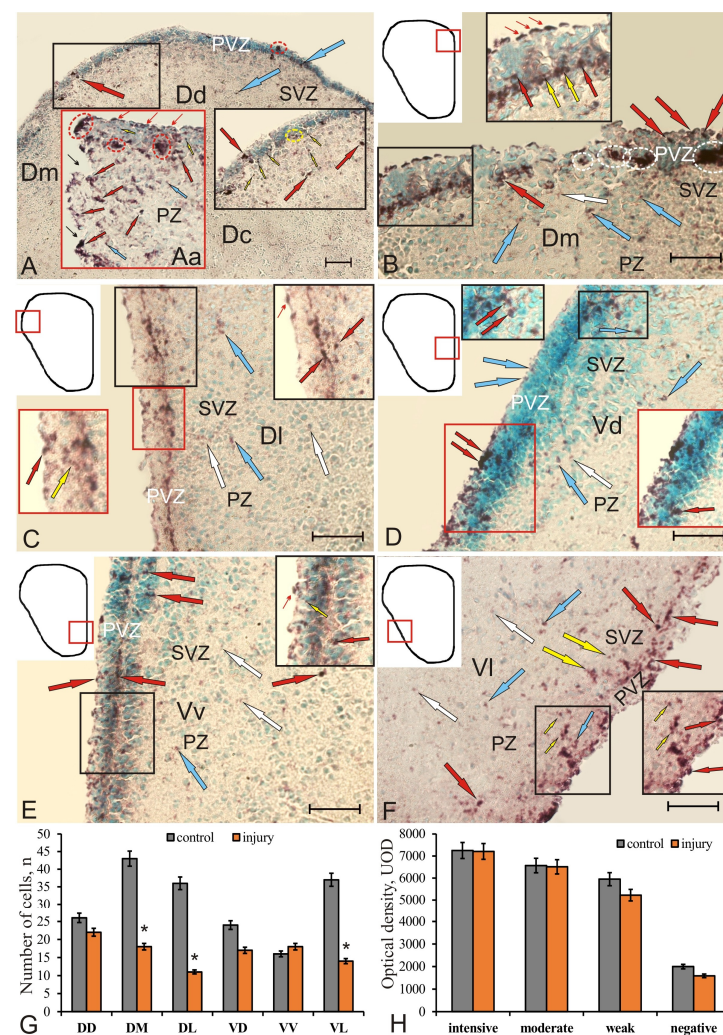 PVZ
Dd
SVZ
Dm
PZ
Aa
Dc
A
PVZ
SVZ
Dm
PZ
B
SVZ
Dl
PVZ
PZ
C
SVZ
PVZ
Vd
PZ
D
PVZ
SVZ
Vv
PZ
E
Vl
SVZ
PVZ
PZ
F
control injury
Number of cells, n
50
45
40
35
30
25
20
15
10
5
0
* * *
DD DM DL VD VV VL
G
control injury
Optical density, UOD
8000
7000
6000
5000
4000
3000
2000
1000
0
intensive moderate weak negative
H